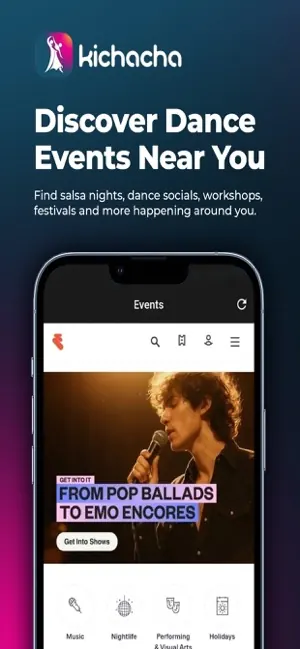 kichacha
Discover Dance
Events Near You
Find salsa nights, dance socials, workshops,
festivals and more happening around you.
Events
GET INTO IT
FROM POP BALLADS
TO EMO ENCORES
Get Into Shows
Music
Nightlife
Performing
& Visual Arts
Holidays